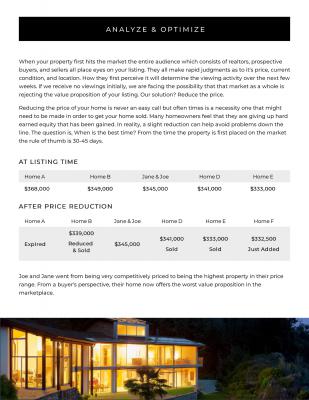 ANALYZE & OPTIMIZE
When your property first hits the market the entire audience which consists of realtors, prospective
buyers, and sellers all place eyes on your listing. They all make rapid judgments as to it's price, current
condition, and location. How they first perceive it will determine the viewing activity over the next few
weeks. If we receive no viewings initially, we are facing the possibility that that market as a whole is
rejecting the value proposition of your listing. Our solution? Reduce the price.
Reducing the price of your home is never an easy call but often times is a necessity one that might
need to be made in order to get your home sold. Many homeowners feel that they are giving up hard
earned equity that has been gained. In reality, a slight reduction can help avoid problems down the
line. The question is, When is the best time? From the time the property is first placed on the market
the rule of thumb is 30-45 days.
AT LISTING TIME
Home A Home B Jane & Joe Home D Home E
$368,000 $349,000 $345,000 $341,000 $333,000
AFTER PRICE REDUCTION
Home A Home B Jane & Joe Home D Home E Home F
Expired $339,000 Reduced & Sold $345,000 $341,000 Sold $333,000 Sold $332,500 Just Added
Joe and Jane went from being very competitively priced to being the highest property in their price
range. From a buyer's perspective, their home now offers the worst value proposition in the
marketplace.